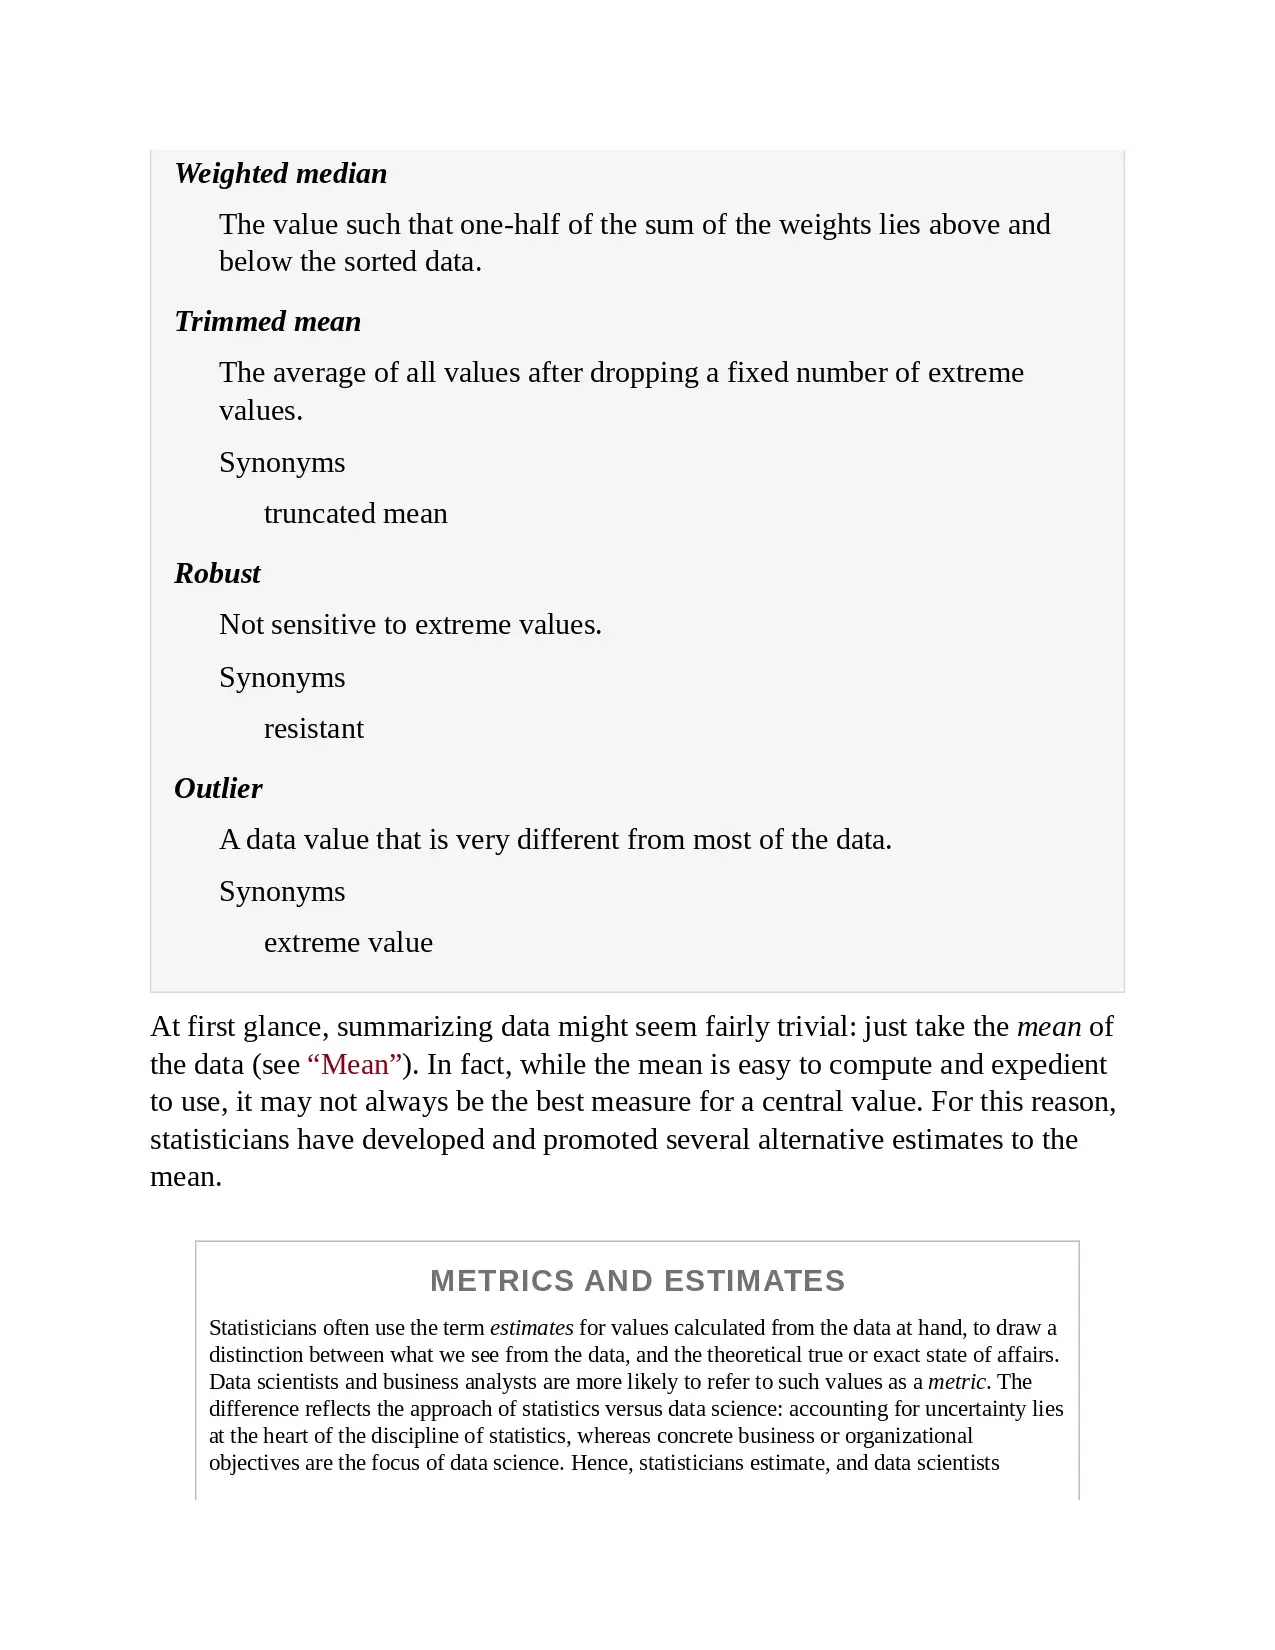 Weighted median
The value such that one-half of the sum of the weights lies above and
below the sorted data.
Trimmed mean
The average of all values after dropping a fixed number of extreme
values.
Synonyms
truncated mean
Robust
Not sensitive to extreme values.
Synonyms
resistant
Outlier
A data value that is very different from most of the data.
Synonyms
extreme value
At first glance, summarizing data might seem fairly trivial: just take the mean of
the data (see “Mean”). In fact, while the mean is easy to compute and expedient
to use, it may not always be the best measure for a central value. For this reason,
statisticians have developed and promoted several alternative estimates to the
mean.
METRICS AND ESTIMATES
Statisticians often use the term estimates for values calculated from the data at hand, to draw a
distinction between what we see from the data, and the theoretical true or exact state of affairs.
Data scientists and business analysts are more likely to refer to such values as a metric. The
difference reflects the approach of statistics versus data science: accounting for uncertainty lies
at the heart of the discipline of statistics, whereas concrete business or organizational
objectives are the focus of data science. Hence, statisticians estimate, and data scientists